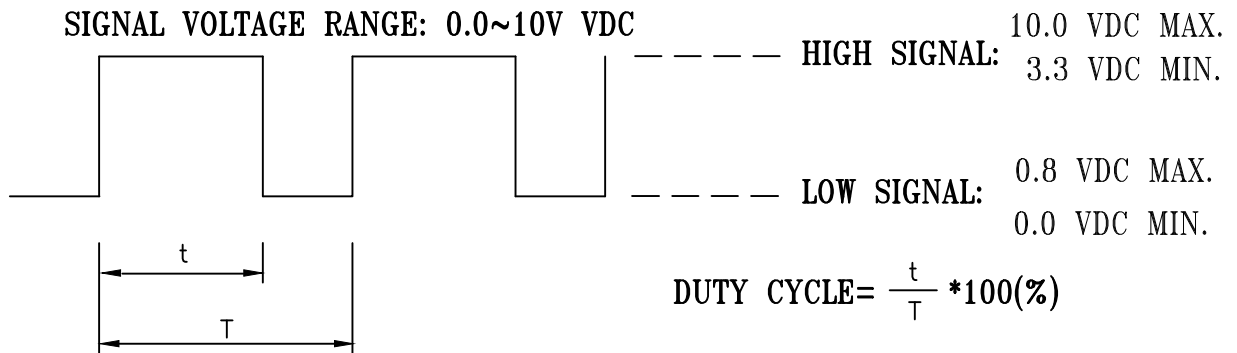 SIGNAL VOLTAGE RANGE: 0.0~10V VDC
HIGH SIGNAL:
10.0 VDC MAX.
3.3 VDC MIN.
LOW SIGNAL:
0.8 VDC MAX.
0.0 VDC MIN.
t
T
DUTY CYCLE= t/T *100(%)